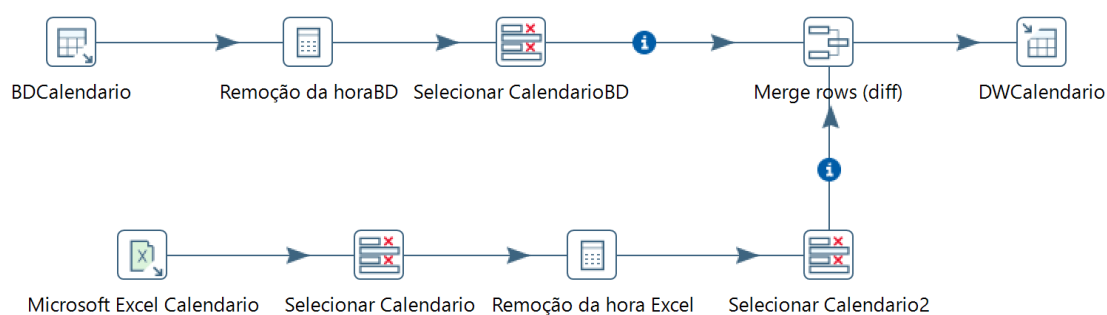 BDCalendario
Remoção da horaBD
Selecionar CalendarioBD
Merge rows (diff)
DWCalendario
Microsoft Excel Calendario
Selecionar Calendario
Remoção da hora Excel
Selecionar Calendario2